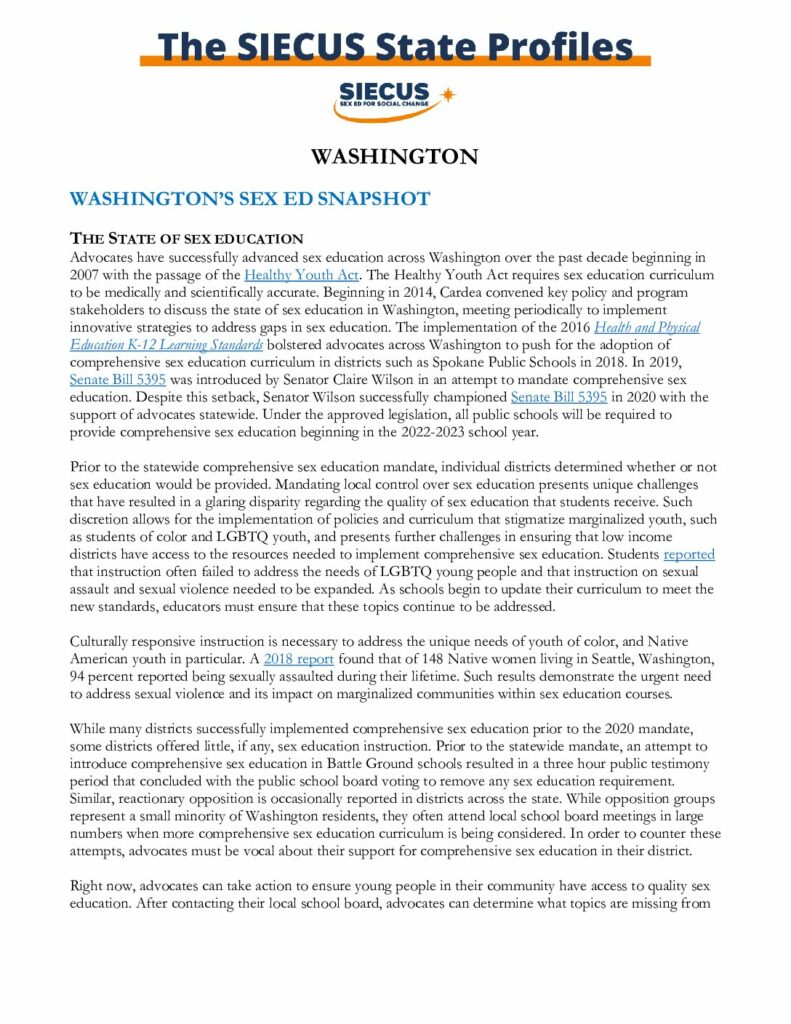 The SIECUS State Profiles
SIECUS
SEX ED FOR SOCIAL CHANGE
WASHINGTON
WASHINGTON’S SEX ED SNAPSHOT
THE STATE OF SEX EDUCATION
Advocates have successfully advanced sex education across Washington over the past decade beginning in
2007 with the passage of the Healthy Youth Act. The Healthy Youth Act requires sex education curriculum
to be medically and scientifically accurate. Beginning in 2014, Cardea convened key policy and program
stakeholders to discuss the state of sex education in Washington, meeting periodically to implement
innovative strategies to address gaps in sex education. The implementation of the 2016 Health and Physical
Education K-12 Learning Standards bolstered advocates across Washington to push for the adoption of
comprehensive sex education curriculum in districts such as Spokane Public Schools in 2018. In 2019,
Senate Bill 5395 was introduced by Senator Claire Wilson in an attempt to mandate comprehensive sex
education. Despite this setback, Senator Wilson successfully championed Senate Bill 5395 in 2020 with the
support of advocates statewide. Under the approved legislation, all public schools will be required to
provide comprehensive sex education beginning in the 2022-2023 school year.
Prior to the statewide comprehensive sex education mandate, individual districts determined whether or not
sex education would be provided. Mandating local control over sex education presents unique challenges
that have resulted in a glaring disparity regarding the quality of sex education that students receive. Such
discretion allows for the implementation of policies and curriculum that stigmatize marginalized youth, such
as students of color and LGBTQ youth, and presents further challenges in ensuring that low income
districts have access to the resources needed to implement comprehensive sex education. Students reported
that instruction often failed to address the needs of LGBTQ young people and that instruction on sexual
assault and sexual violence needed to be expanded. As schools begin to update their curriculum to meet the
new standards, educators must ensure that these topics continue to be addressed.
Culturally responsive instruction is necessary to address the unique needs of youth of color, and Native
American youth in particular. A 2018 report found that of 148 Native women living in Seattle, Washington,
94 percent reported being sexually assaulted during their lifetime. Such results demonstrate the urgent need
to address sexual violence and its impact on marginalized communities within sex education courses.
While many districts successfully implemented comprehensive sex education prior to the 2020 mandate,
some districts offered little, if any, sex education instruction. Prior to the statewide mandate, an attempt to
introduce comprehensive sex education in Battle Ground schools resulted in a three hour public testimony
period that concluded with the public school board voting to remove any sex education requirement.
Similar, reactionary opposition is occasionally reported in districts across the state. While opposition groups
represent a small minority of Washington residents, they often attend local school board meetings in large
numbers when more comprehensive sex education curriculum is being considered. In order to counter these
attempts, advocates must be vocal about their support for comprehensive sex education in their district.
Right now, advocates can take action to ensure young people in their community have access to quality sex
education. After contacting their local school board, advocates can determine what topics are missing from